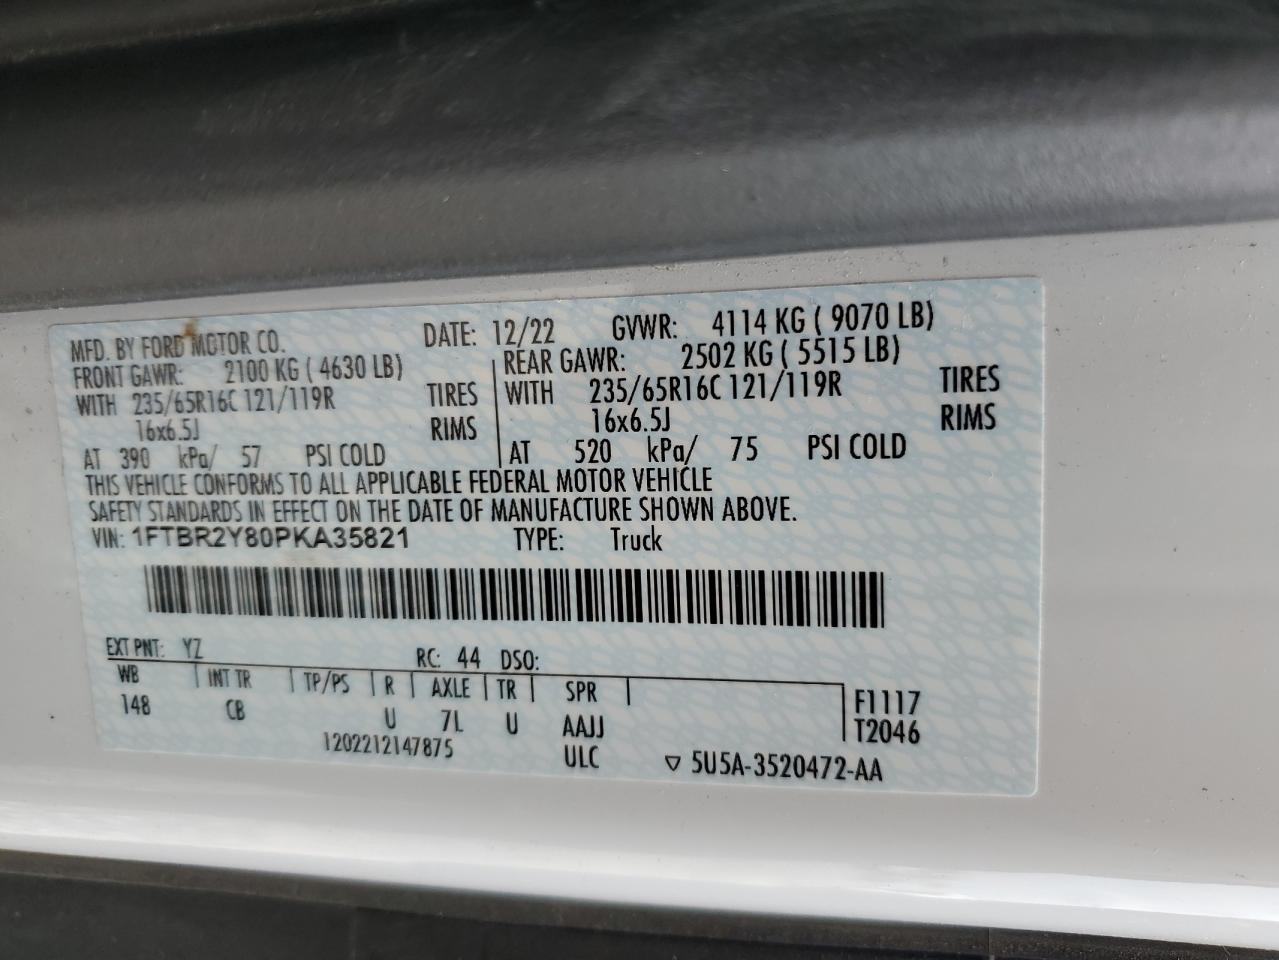 MFD. BY FORD MOTOR CO. DATE: 12/22 GVWR: 4114 KG ( 9070 LB)
FRONT GAWR: 2100 KG ( 4630 LB) REAR GAWR: 2502 KG ( 5515 LB)
WITH 235/65R16C 121/119R TIRES WITH 235/65R16C 121/119R TIRES
16x6.5J RIMS 16x6.5J RIMS
AT 390 kPa/ 57 PSI COLD AT 520 kPa/ 75 PSI COLD
THIS VEHICLE CONFORMS TO ALL APPLICABLE FEDERAL MOTOR VEHICLE
SAFETY STANDARDS IN EFFECT ON THE DATE OF MANUFACTURE SHOWN ABOVE.
VIN: 1FTBR2Y80PKA35821 TYPE: Truck
EXT PNT: YZ RC: 44 DSO:
WB INT TR TP/PS R AXLE TR SPR F1117
148 CB U 7L U AAJJ T2046
1202212147875 ULC ▽ 5U5A-3520472-AA